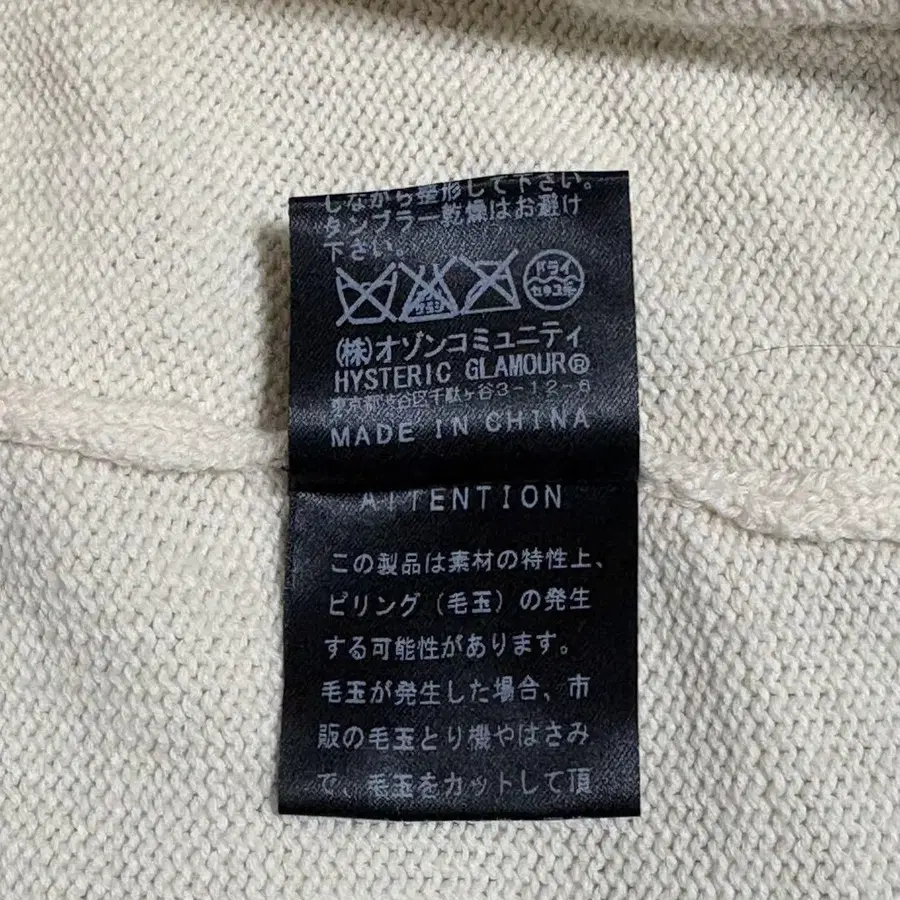 しながら整形して下さい。
タンブラー乾燥はお避け
下さい。
ドライ
セキユ系
(株)オゾンコミュニティ
HYSTERIC GLAMOUR®
東京都渋谷区千駄ヶ谷3-12-8
MADE IN CHINA
ATTENTION
この製品は素材の特性上、
ピリング(毛玉)の発生
する可能性があります。
毛玉が発生した場合、市
販の毛玉とり機やはさみ
で、毛玉をカットして頂